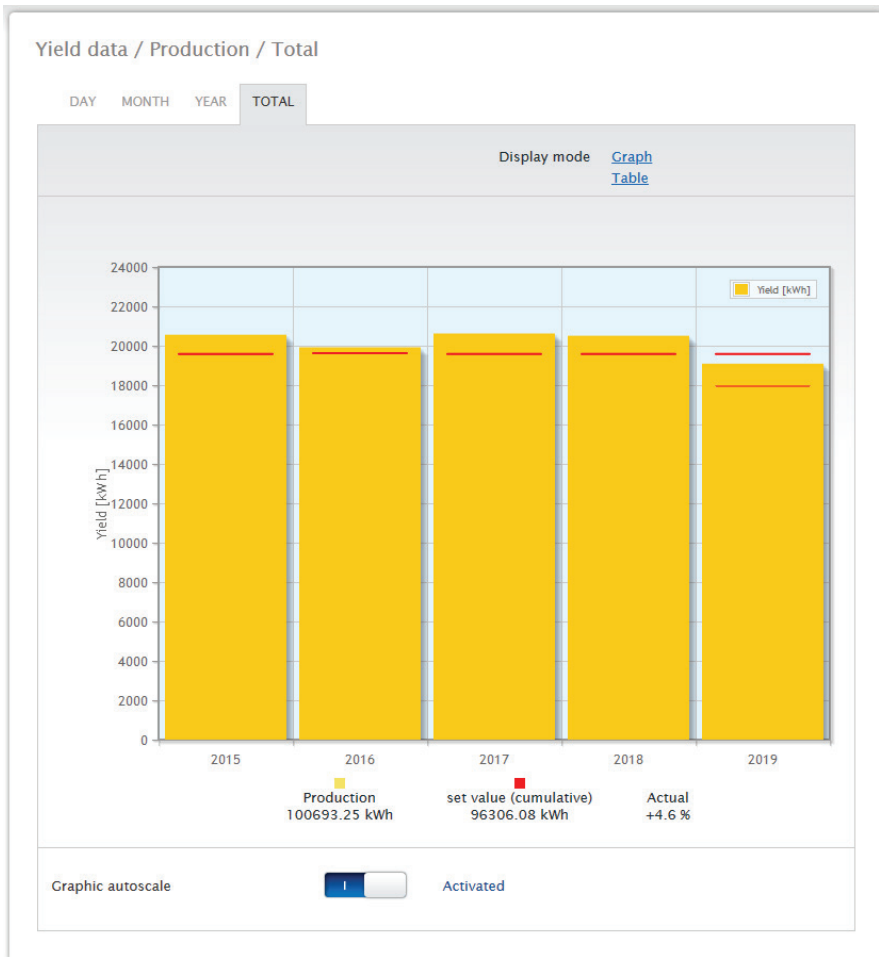 Yield data / Production / Total
DAY MONTH YEAR TOTAL
Display mode Graph
Table
24000
22000
20000
18000
16000
14000
12000
10000
8000
6000
4000
2000
0
Yield [kWh]
Yield [kWh]
2015 2016 2017 2018 2019
Production set value (cumulative) Actual
100693.25 kWh 96306.08 kWh +4.6 %
Graphic autoscale I Activated